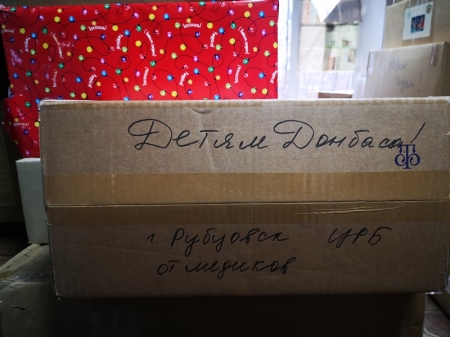 Детям Донбасса!
г. Рубцовск ЦРБ
от медиков